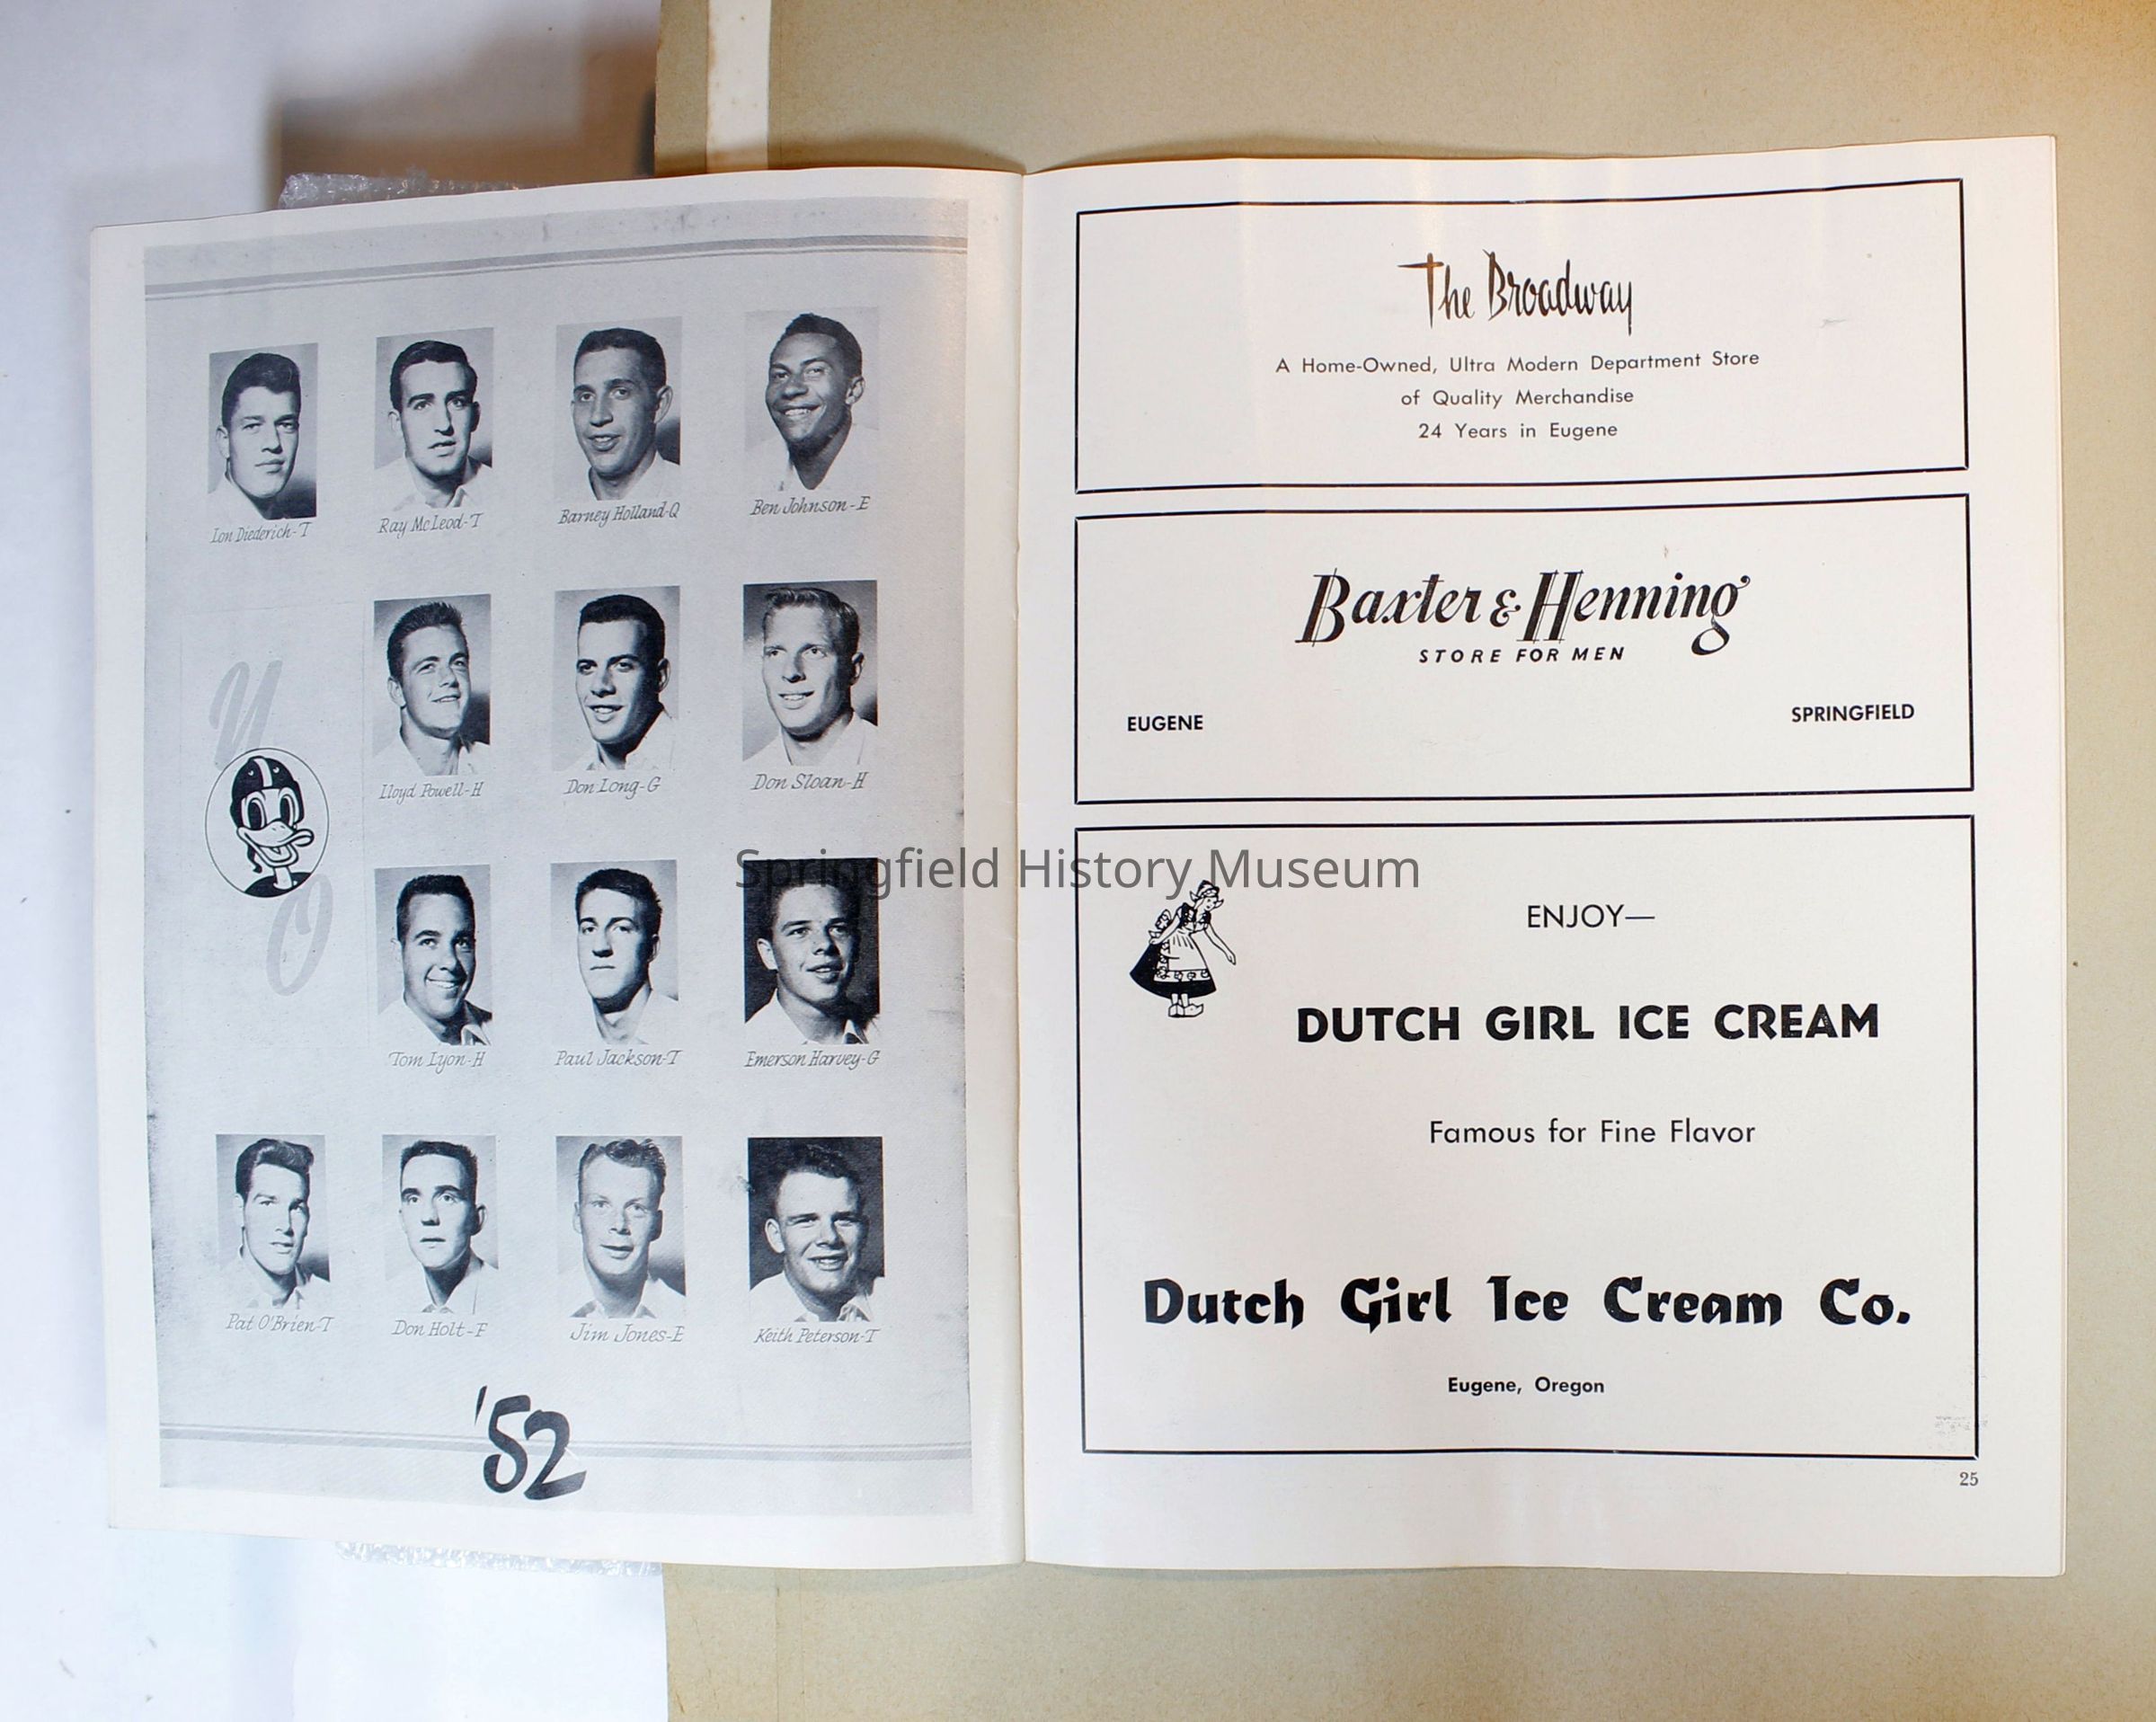 Lon Diederich-T
Ray McLeod-T
Barney Holland-Q
Ben Johnson-E
U
O
Lloyd Powell-H
Don Long-G
Don Sloan-H
Tom Lyon-H
Paul Jackson-T
Emerson Harvey-G
Pat O'Brien-T
Don Holt-F
Jim Jones-E
Keith Peterson-T
'52
The Broadway
A Home-Owned, Ultra Modern Department Store
of Quality Merchandise
24 Years in Eugene
Baxter & Henning
STORE FOR MEN
EUGENE
SPRINGFIELD
Springfield History Museum
ENJOY—
DUTCH GIRL ICE CREAM
Famous for Fine Flavor
Dutch Girl Ice Cream Co.
Eugene, Oregon
25